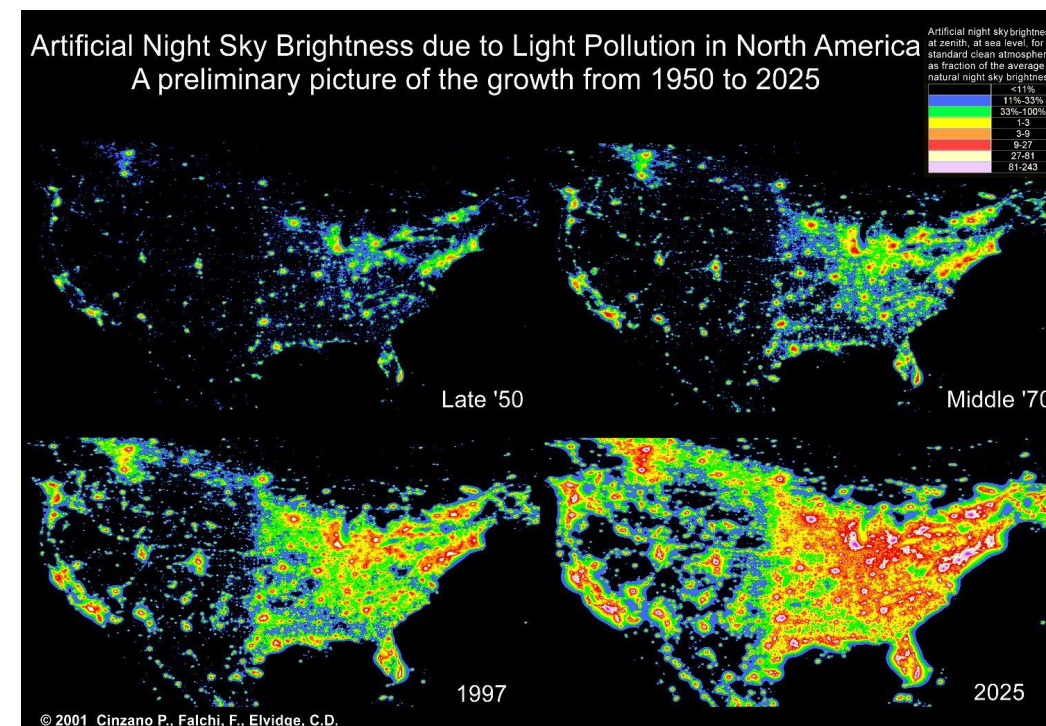 Artificial Night Sky Brightness due to Light Pollution in North America
A preliminary picture of the growth from 1950 to 2025
Artificial night sky brightnes
at zenith, at sea level, for
standard clean atmospher
as fraction of the average
natural night sky brightnes
<11%
11%-33%
33%-100%
1-3
3-9
9-27
27-81
81-243
Late '50
Middle '70
1997
2025
© 2001 Cinzano P., Falchi, F., Elvidge, C.D.